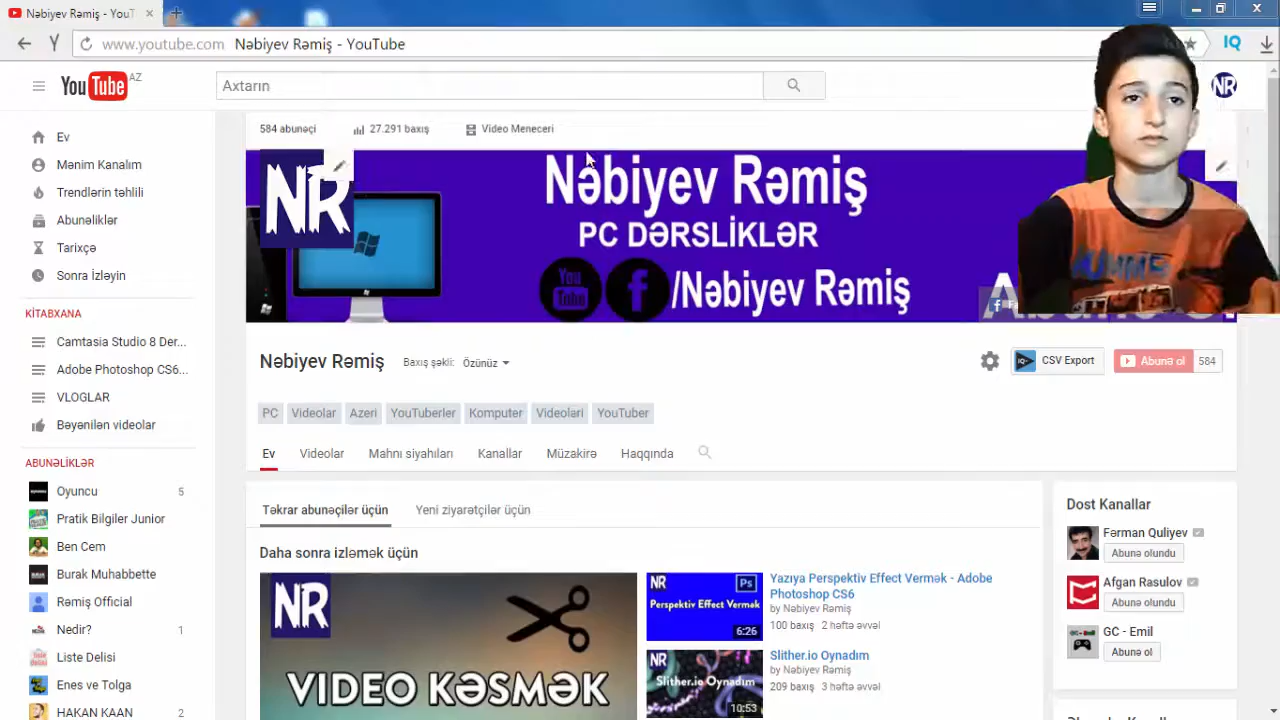 Nəbiyev Rəmiş - YouT
www.youtube.com Nəbiyev Rəmiş - YouTube
IQ
YouTube AZ
Axtarın
NR
584 abunəçi
27.291 baxış
Video Meneceri
Ev
Mənim Kanalım
Trendlərin təhlili
Abunəliklər
Tarixçə
Sonra İzləyin
KİTABXANA
Camtasia Studio 8 Der...
Adobe Photoshop CS6...
VLOGLAR
Bəyənilən videolar
ABUNƏLİKLƏR
Oyuncu 5
Pratik Bilgiler Junior
Ben Cem
Burak Muhabbette
Rəmiş Official
Nedir? 1
Liste Delisi
Enes ve Tolga
HAKAN KAAN 2
NR
Nəbiyev Rəmiş
PC DƏRSLİKLƏR
You Tube f /Nəbiyev Rəmiş
Nəbiyev Rəmiş
Baxış şəkli: Özünüz
CSV Export
Abunə ol 584
PC Videolar Azeri YouTuberler Komputer Videoları YouTuber
Ev Videolar Mahnı siyahıları Kanallar Müzakirə Haqqında
Təkrar abunəçilər üçün
Yeni ziyarətçilər üçün
Daha sonra izləmək üçün
NR
VIDEO KƏSMƏK
NR Ps
Perspektiv Effect Vermək
6:26
Yazıya Perspektiv Effect Vermək - Adobe
Photoshop CS6
by Nəbiyev Rəmiş
100 baxış 2 həftə əvvəl
NR
Slither.io Oynadım
10:53
Slither.io Oynadım
by Nəbiyev Rəmiş
209 baxış 3 həftə əvvəl
Dost Kanallar
Fərman Quliyev
Abunə olundu
Afgan Rasulov
Abunə olundu
GC - Emil
Abunə ol